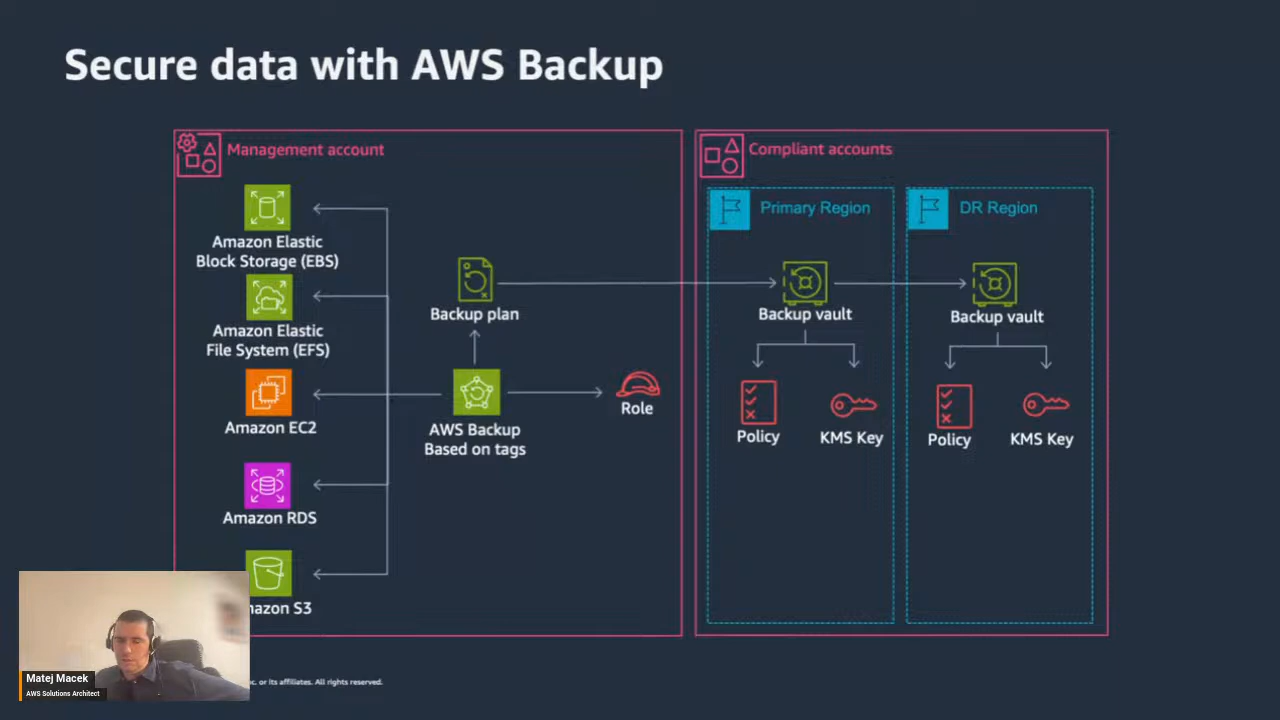 Secure data with AWS Backup
Management account
Amazon Elastic
Block Storage (EBS)
Amazon Elastic
File System (EFS)
Amazon EC2
Amazon RDS
azon S3
Backup plan
AWS Backup
Based on tags
Role
Compliant accounts
Primary Region
Backup vault
Policy
KMS Key
DR Region
Backup vault
Policy
KMS Key
Matej Macek
AWS Solutions Architect
or its affiliates. All rights reserved.